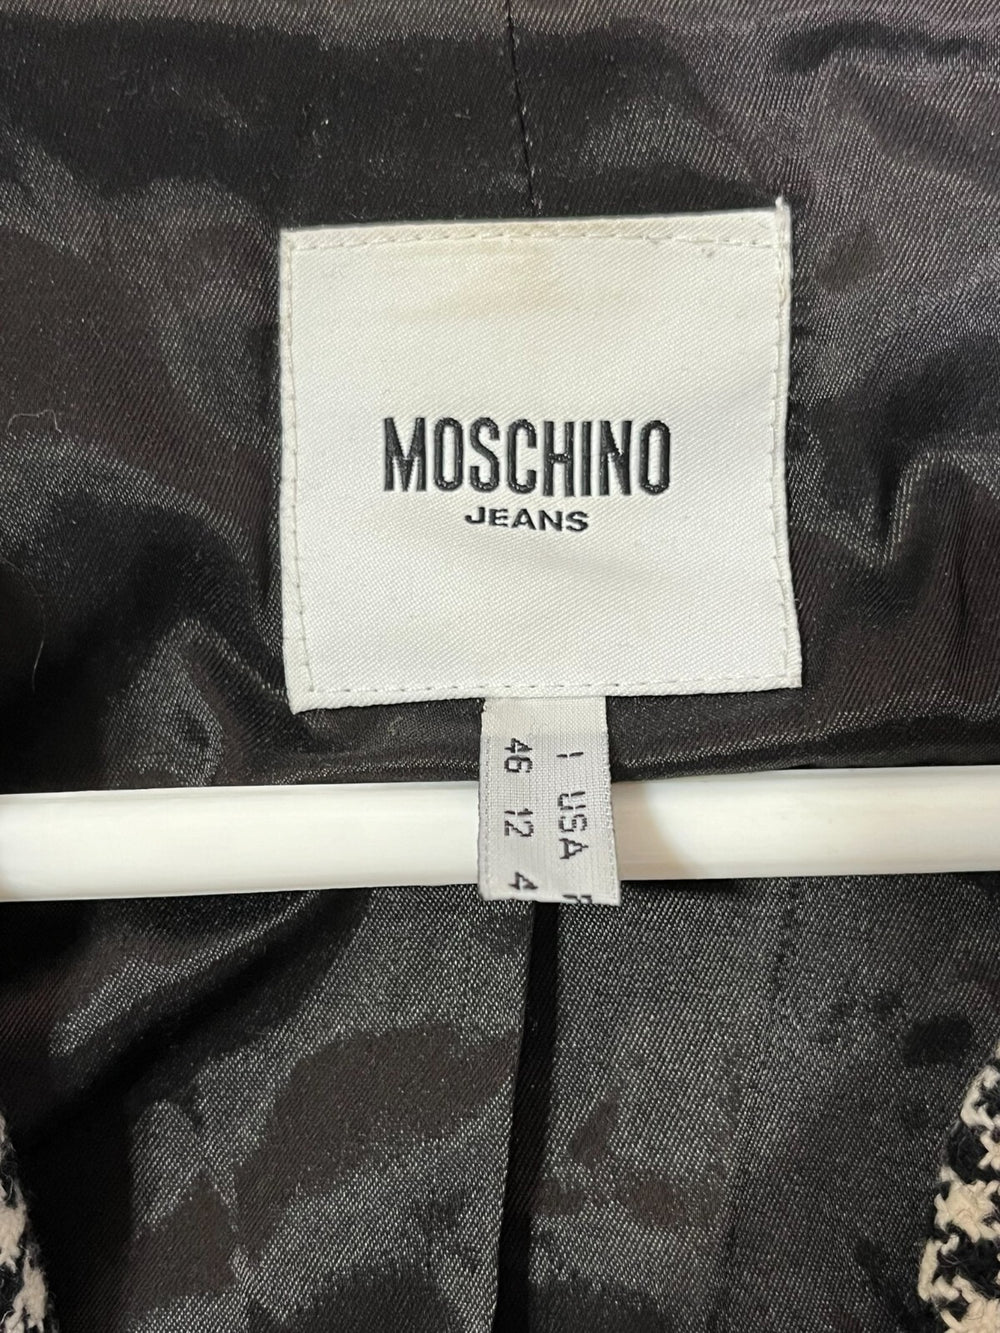 MOSCHINO
JEANS
I USA
46 12 4